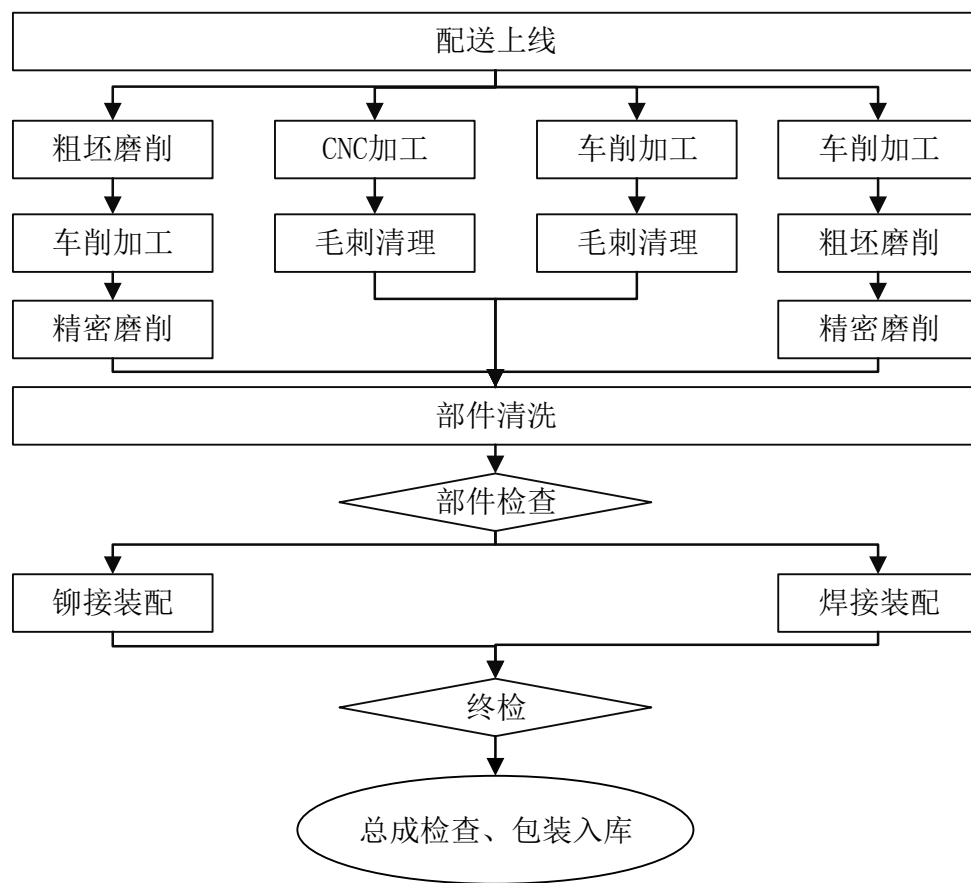 配送上线
粗坯磨削
CNC加工
车削加工
车削加工
车削加工
毛刺清理
毛刺清理
粗坯磨削
精密磨削
精密磨削
部件清洗
部件检查
铆接装配
焊接装配
终检
总成检查、包装入库